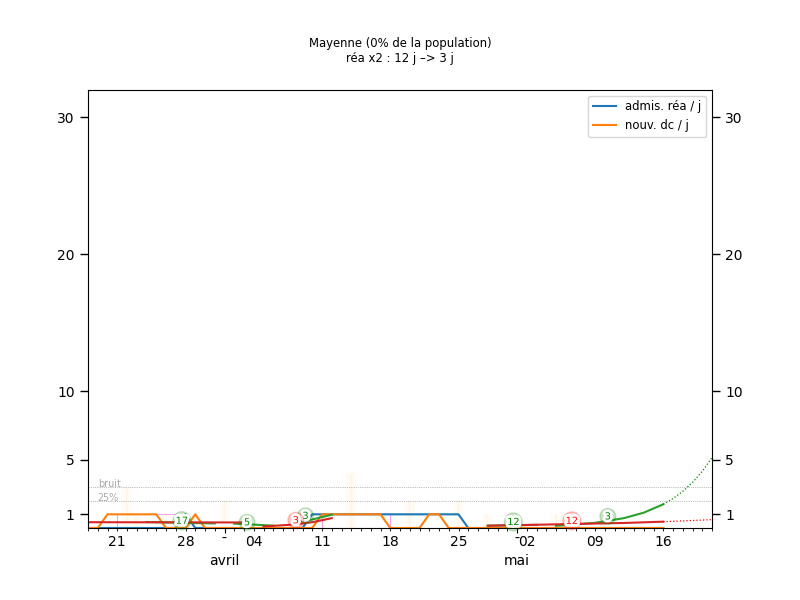 Mayenne (0% de la population)
réa x2 : 12 j –> 3 j
admis. réa / j
nouv. dc / j
30 30
20 20
10 10
5 5
bruit
25%
1 17 5 3 3 12 12 3 1
21 28 - 04 11 18 25 -02 09 16
avril mai